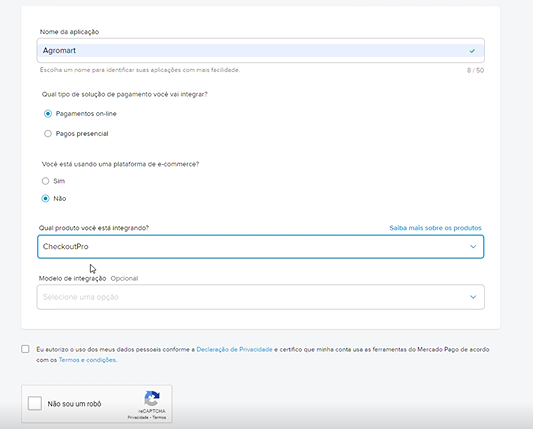 Nome da aplicação
Agromart
Escolha um nome para identificar suas aplicações com mais facilidade.
8 / 50
Qual tipo de solução de pagamento você vai integrar?
Pagamentos on-line
Pagos presencial
Você está usando uma plataforma de e-commerce?
Sim
Não
Qual produto você está integrando? Saiba mais sobre os produtos
CheckoutPro
Modelo de integração Opcional
Selecione uma opção
Eu autorizo o uso dos meus dados pessoais conforme a Declaração de Privacidade e certifico que minha conta usa as ferramentas do Mercado Pago de acordo
com os Termos e condições.
Não sou um robô
reCAPTCHA
Privacidade - Termos